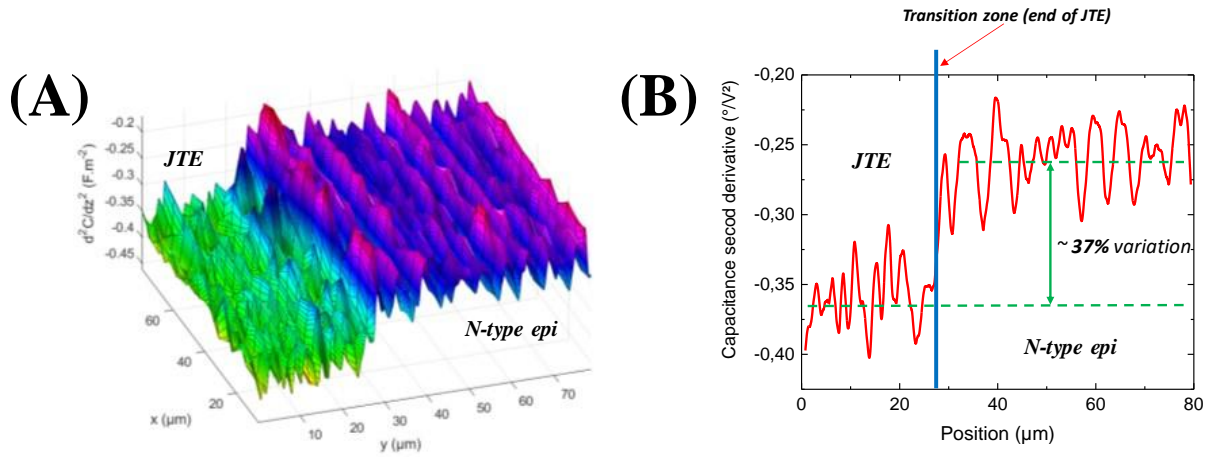 (A)
JTE
N-type epi
d²C/dz² (F.m⁻²)
-0.2
-0.25
-0.3
-0.35
-0.4
-0.45
x (µm)
60
40
20
y (µm)
10
20
30
40
50
60
70
(B)
Transition zone (end of JTE)
JTE
~ 37% variation
N-type epi
Capacitance secod derivative (°/V²)
-0,20
-0,25
-0,30
-0,35
-0,40
0
20
40
60
80
Position (µm)